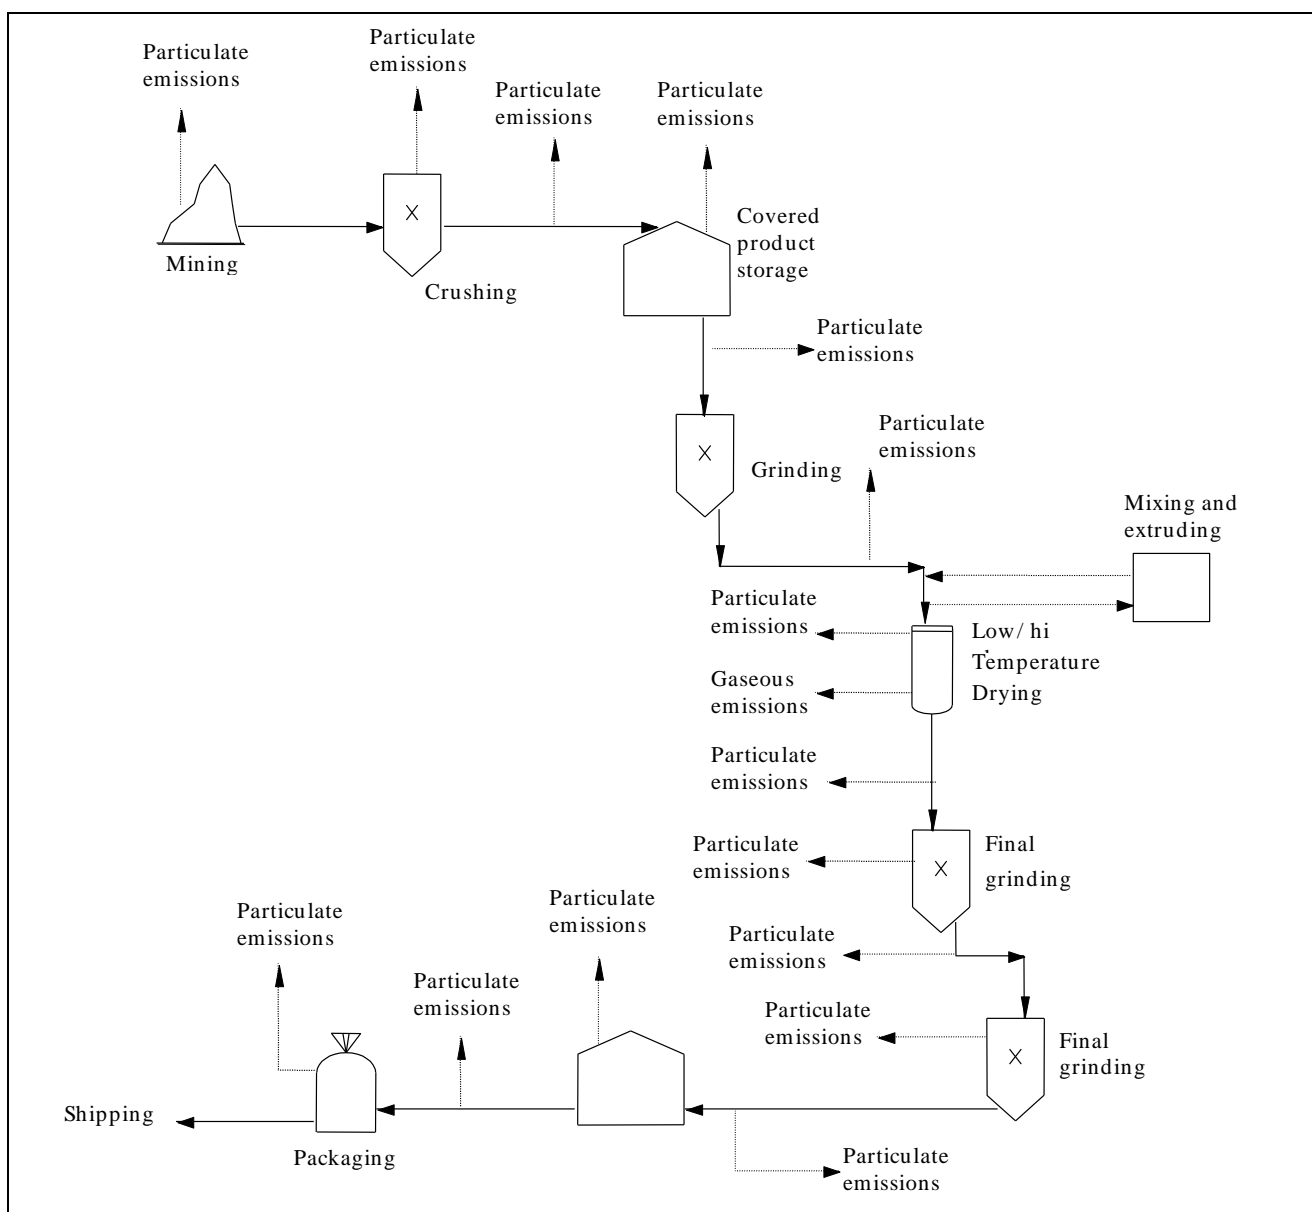 Particulate
emissions
Particulate
emissions
Particulate
emissions
Particulate
emissions
X
Covered
product
storage
Mining
Crushing
Particulate
emissions
X
Grinding
Particulate
emissions
Mixing and
extruding
Particulate
emissions
Low/ hi
Temperature
Drying
Gaseous
emissions
Particulate
emissions
Particulate
emissions
X
Final
grinding
Particulate
emissions
Particulate
emissions
Particulate
emissions
Particulate
emissions
Particulate
emissions
X
Final
grinding
Shipping
Packaging
Particulate
emissions